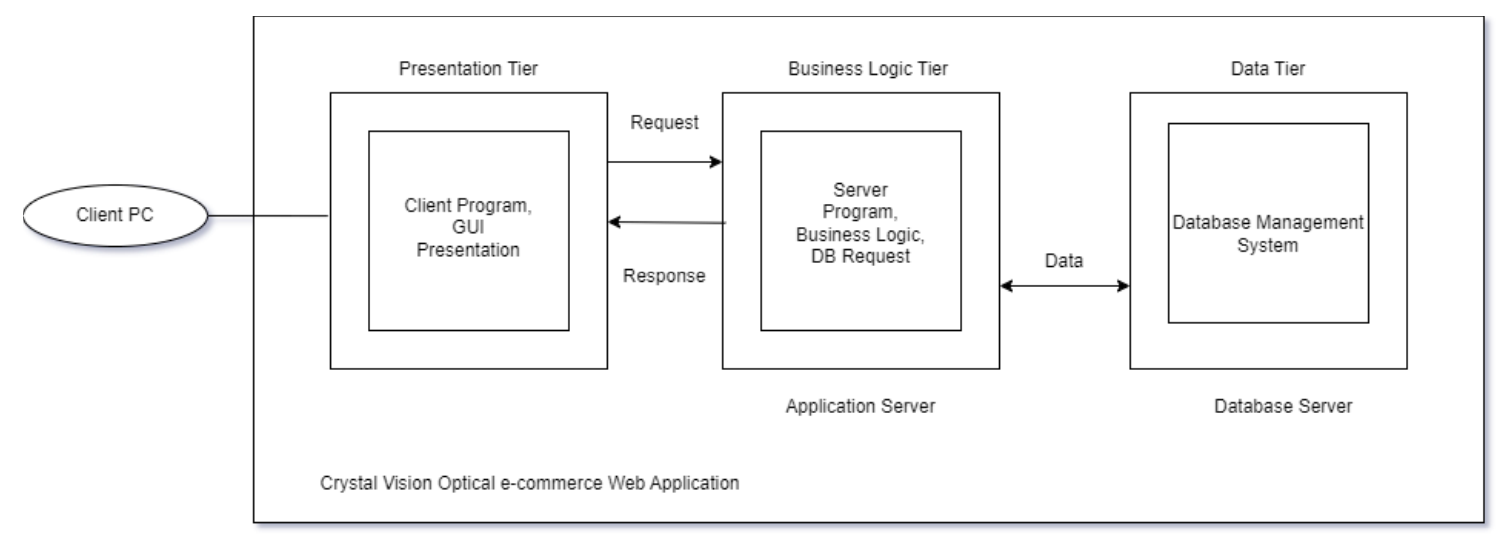 Presentation Tier
Business Logic Tier
Data Tier
Request
Client PC
Client Program,
GUI
Presentation
Server
Program,
Business Logic,
DB Request
Database Management
System
Response
Data
Application Server
Database Server
Crystal Vision Optical e-commerce Web Application